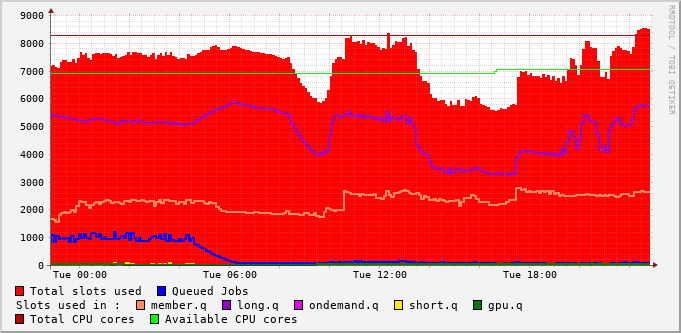 9000
8000
7000
6000
5000
4000
3000
2000
1000
0
Tue 00:00 Tue 06:00 Tue 12:00 Tue 18:00
RRDTOOL / TOBI OETIKER
Total slots used Queued Jobs
Slots used in : member.q long.q ondemand.q short.q gpu.q
Total CPU cores Available CPU cores